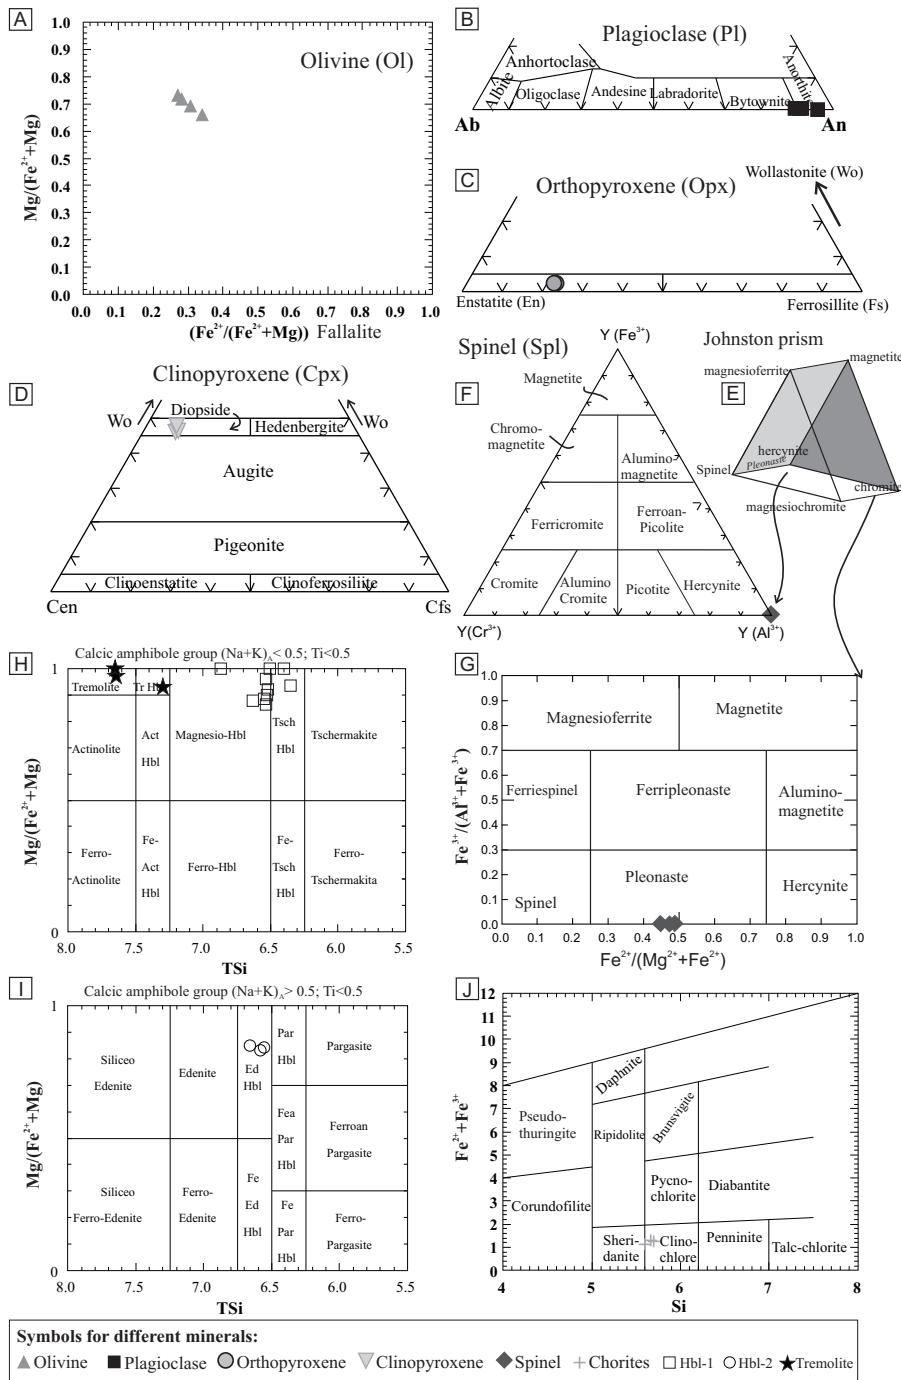 A
Olivine (Ol)
Mg/(Fe²⁺+Mg)
1.0
0.9
0.8
0.7
0.6
0.5
0.4
0.3
0.2
0.1
0.0
0.0 0.1 0.2 0.3 0.4 0.5 0.6 0.7 0.8 0.9 1.0
(Fe²⁺/(Fe²⁺+Mg)) Fallalite
B
Plagioclase (Pl)
Anhortoclase
Albite
Oligoclase
Andesine
Labradorite
Bytownite
Anorthite
Ab
An
C
Orthopyroxene (Opx)
Wollastonite (Wo)
Enstatite (En)
Ferrosillite (Fs)
D
Clinopyroxene (Cpx)
Wo
Diopside
Hedenbergite
Wo
Augite
Pigeonite
Clinoenstatite
Clinoferrosiliite
Cen
Cfs
Spinel (Spl)
F
Y (Fe³⁺)
Magnetite
Chromo-
magnetite
Alumino-
magnetite
Ferricromite
Ferroan-
Picolite
Cromite
Alumino
Cromite
Picotite
Hercynite
Y(Cr³⁺)
Y (Al³⁺)
Johnston prism
E
magnesioferrite
magnetite
hercynite
Pleonaste
Spinel
chromite
magnesiochromite
H
Calcic amphibole group (Na+K)A< 0.5; Ti<0.5
Mg/(Fe²⁺+Mg)
1
Tremolite
Tr Hbl
Actinolite
Act
Hbl
Magnesio-Hbl
Tsch
Hbl
Tschermakite
Ferro-
Actinolite
Fe-
Act
Hbl
Ferro-Hbl
Fe-
Tsch
Hbl
Ferro-
Tschermakita
1
8.0 7.5 7.0 6.5 6.0 5.5
TSi
G
Fe³⁺/(Al³⁺+Fe³⁺)
1.0
0.9
0.8
0.7
0.6
0.5
0.4
0.3
0.2
0.1
0.0
Magnesioferrite
Magnetite
Ferriespinel
Ferripleonaste
Alumino-
magnetite
Spinel
Pleonaste
Hercynite
0.0 0.1 0.2 0.3 0.4 0.5 0.6 0.7 0.8 0.9 1.0
Fe²⁺/(Mg²⁺+Fe²⁺)
I
Calcic amphibole group (Na+K)A> 0.5; Ti<0.5
Mg/(Fe²⁺+Mg)
1
Siliceo
Edenite
Edenite
Ed
Hbl
Par
Hbl
Pargasite
Fea
Par
Hbl
Ferroan
Pargasite
Siliceo
Ferro-Edenite
Ferro-
Edenite
Fe
Ed
Hbl
Fe
Par
Hbl
Ferro-
Pargasite
1
8.0 7.5 7.0 6.5 6.0 5.5
TSi
J
Fe²⁺+Fe³⁺
12
11
10
9
8
7
6
5
4
3
2
1
0
Daphnite
Pseudo-
thuringite
Ripidolite
Brunsvigite
Corundofilite
Pycno-
chlorite
Diabantite
Sheri-
danite
Clino-
chlore
Penninite
Talc-chlorite
4 5 6 7 8
Si
Symbols for different minerals:
Olivine Plagioclase Orthopyroxene Clinopyroxene Spinel Chorites Hbl-1 Hbl-2 Tremolite